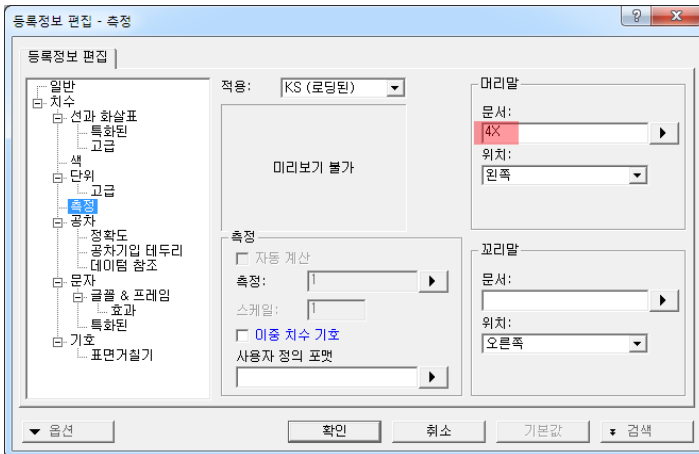 등록정보 편집 - 측정
등록정보 편집
일반
치수
선과 화살표
특화된
고급
색
단위
고급
측정
공차
정확도
공차기입 테두리
데이텀 참조
문자
글꼴 & 프레임
효과
특화된
기호
표면거칠기
적용: KS (로딩된)
미리보기 불가
측정
자동 계산
측정: 1
스케일: 1
이중 치수 기호
사용자 정의 포맷
머리말
문서:
4X
위치:
왼쪽
꼬리말
문서:
위치:
오른쪽
옵션 확인 취소 기본값 검색